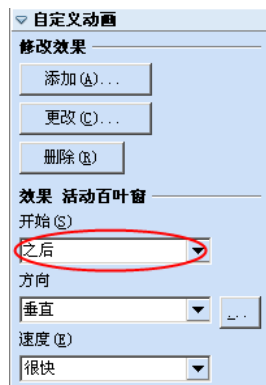 自定义动画
修改效果
添加(A)...
更改(C)...
删除(R)
效果 活动百叶窗
开始(S)
之后
方向
垂直
...
速度(E)
很快